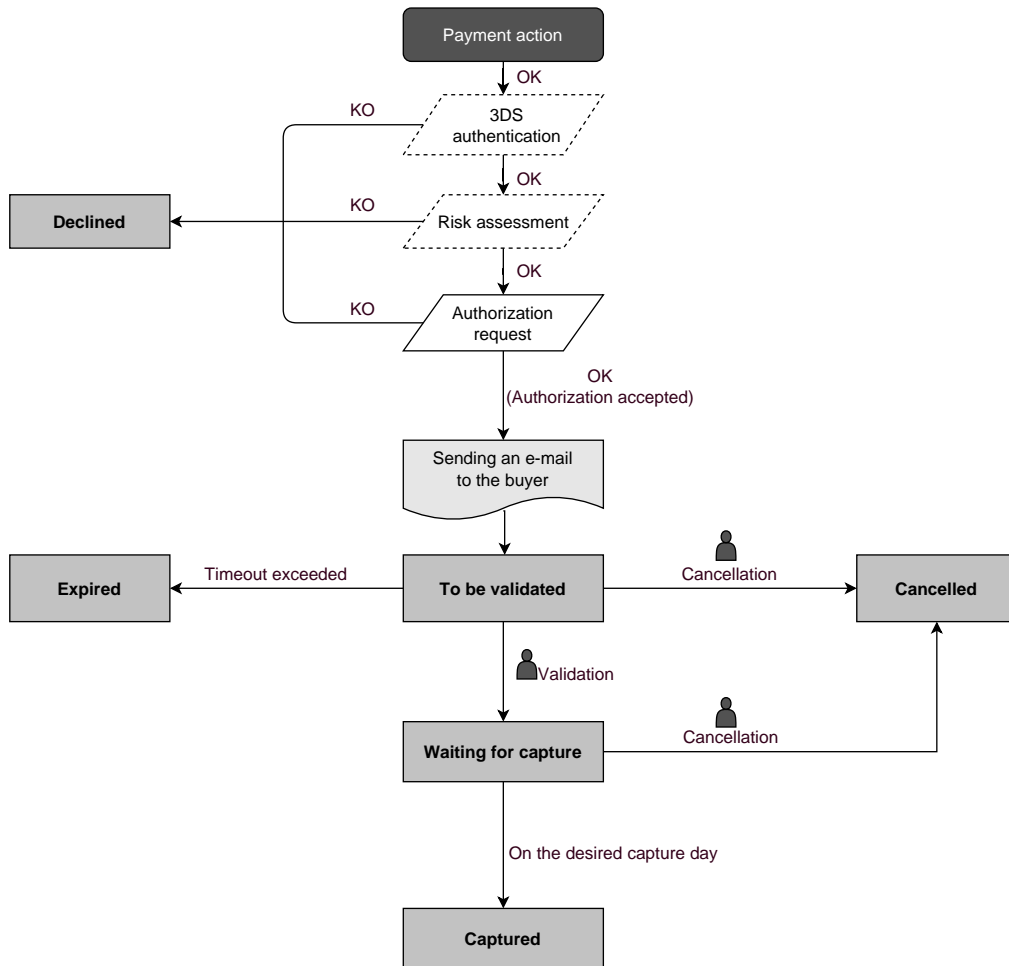 Payment action
OK
KO
3DS
authentication
OK
Declined
KO
Risk assessment
OK
KO
Authorization
request
OK
(Authorization accepted)
Sending an e-mail
to the buyer
Expired
Timeout exceeded
To be validated
Cancellation
Cancelled
Validation
Waiting for capture
Cancellation
On the desired capture day
Captured